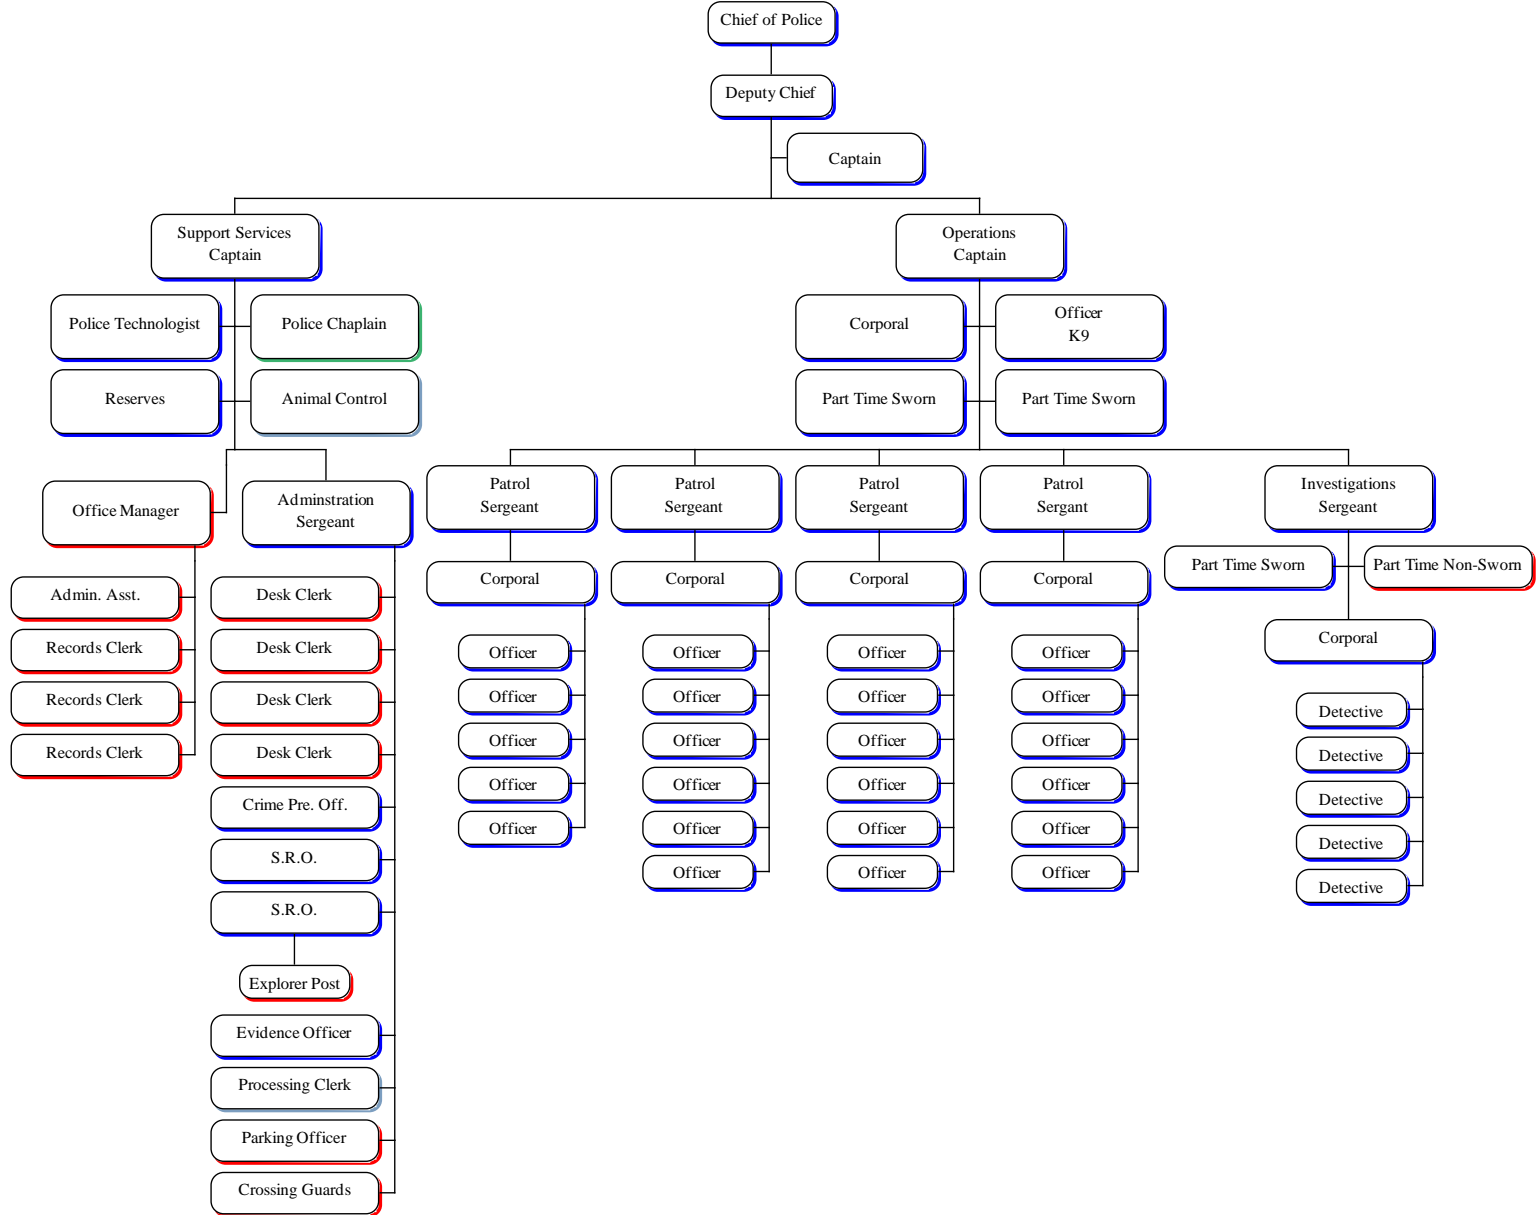 Chief of Police
Deputy Chief
Captain
Support Services
Captain
Operations
Captain
Police Technologist
Police Chaplain
Reserves
Animal Control
Corporal
Officer
K9
Part Time Sworn
Part Time Sworn
Office Manager
Adminstration
Sergeant
Admin. Asst.
Records Clerk
Records Clerk
Records Clerk
Desk Clerk
Desk Clerk
Desk Clerk
Desk Clerk
Crime Pre. Off.
S.R.O.
S.R.O.
Explorer Post
Evidence Officer
Processing Clerk
Parking Officer
Crossing Guards
Patrol
Sergeant
Corporal
Officer
Officer
Officer
Officer
Officer
Patrol
Sergeant
Corporal
Officer
Officer
Officer
Officer
Officer
Officer
Patrol
Sergeant
Corporal
Officer
Officer
Officer
Officer
Officer
Officer
Patrol
Sergant
Corporal
Officer
Officer
Officer
Officer
Officer
Officer
Investigations
Sergeant
Part Time Sworn
Part Time Non-Sworn
Corporal
Detective
Detective
Detective
Detective
Detective